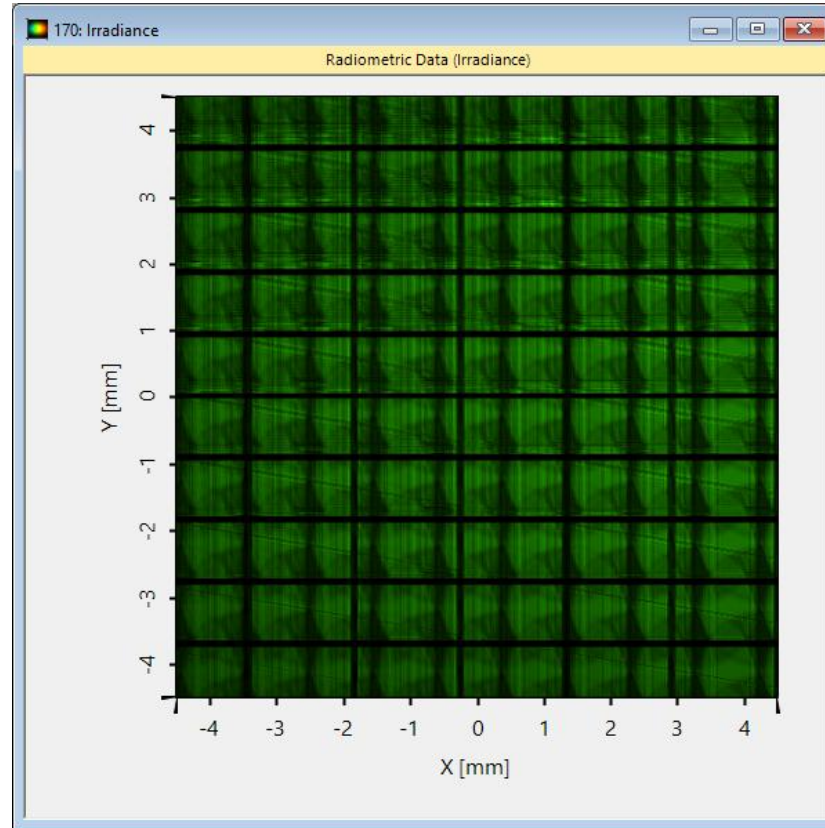 170: Irradiance
Radiometric Data (Irradiance)
4
3
2
1
0
-1
-2
-3
-4
Y [mm]
-4 -3 -2 -1 0 1 2 3 4
X [mm]